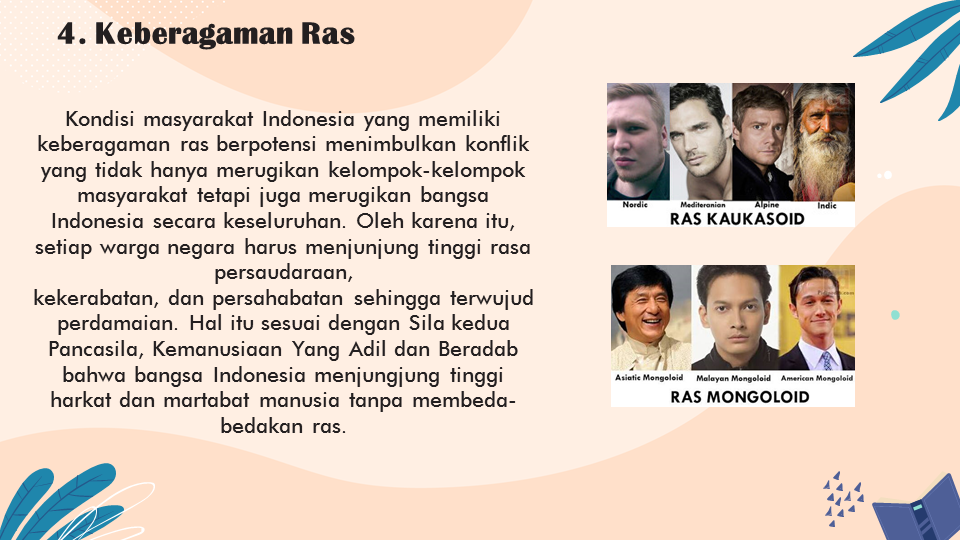 4. Keberagaman Ras
Kondisi masyarakat Indonesia yang memiliki
keberagaman ras berpotensi menimbulkan konflik
yang tidak hanya merugikan kelompok-kelompok
masyarakat tetapi juga merugikan bangsa
Indonesia secara keseluruhan. Oleh karena itu,
setiap warga negara harus menjunjung tinggi rasa
persaudaraan,
kekerabatan, dan persahabatan sehingga terwujud
perdamaian. Hal itu sesuai dengan Sila kedua
Pancasila, Kemanusiaan Yang Adil dan Beradab
bahwa bangsa Indonesia menjungjung tinggi
harkat dan martabat manusia tanpa membeda-
bedakan ras.
Nordic Mediteranian Alpine Indic
RAS KAUKASOID
Asiatic Mongoloid Malayan Mongoloid American Mongoloid
RAS MONGOLOID